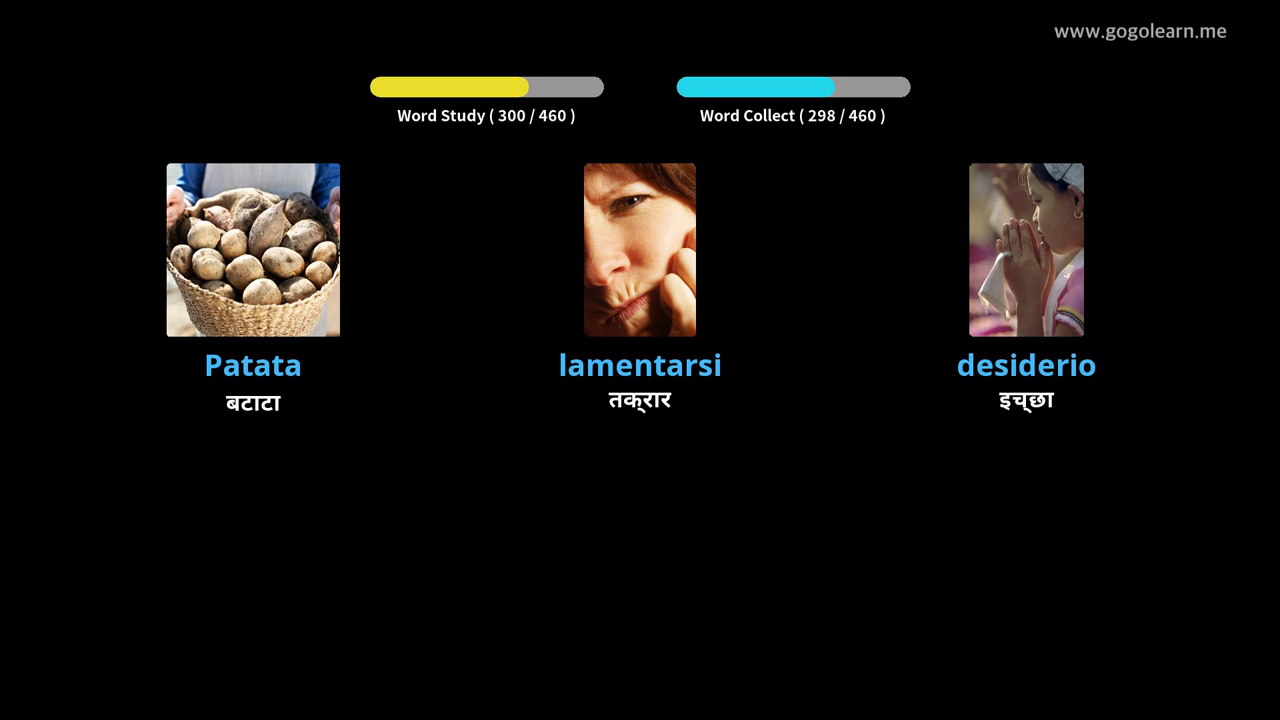 www.gogolearn.me
Word Study ( 300 / 460 )
Word Collect ( 298 / 460 )
Patata
बटाटा
lamentarsi
तक्रार
desiderio
इच्छा